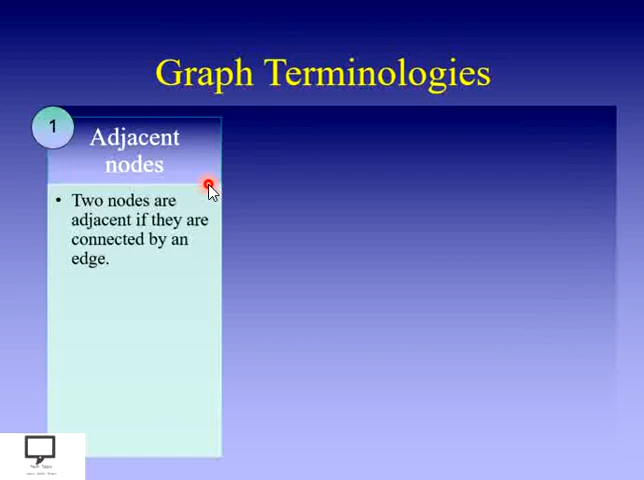 Graph Terminologies
1
Adjacent
nodes
• Two nodes are
adjacent if they are
connected by an
edge.